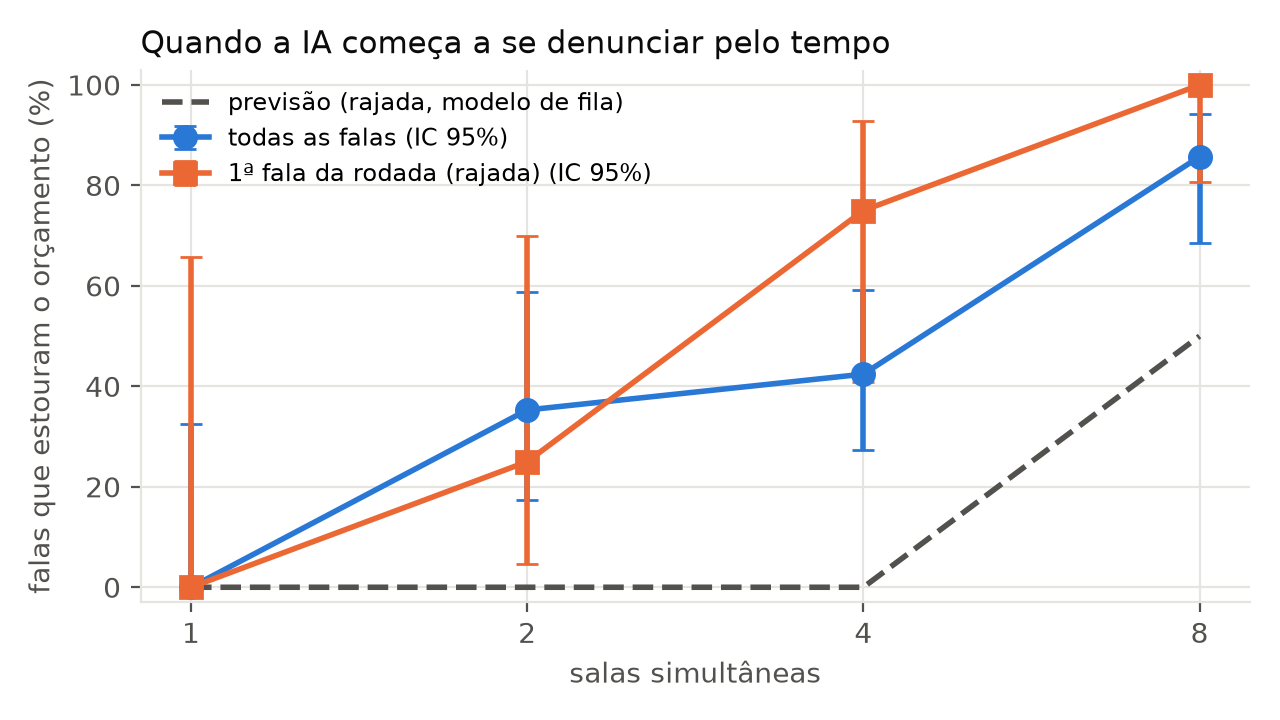 Quando a IA começa a se denunciar pelo tempo
previsão (rajada, modelo de fila)
todas as falas (IC 95%)
1ª fala da rodada (rajada) (IC 95%)
falas que estouram o orçamento (%)
100
80
60
40
20
0
1 2 4 8
salas simultâneas